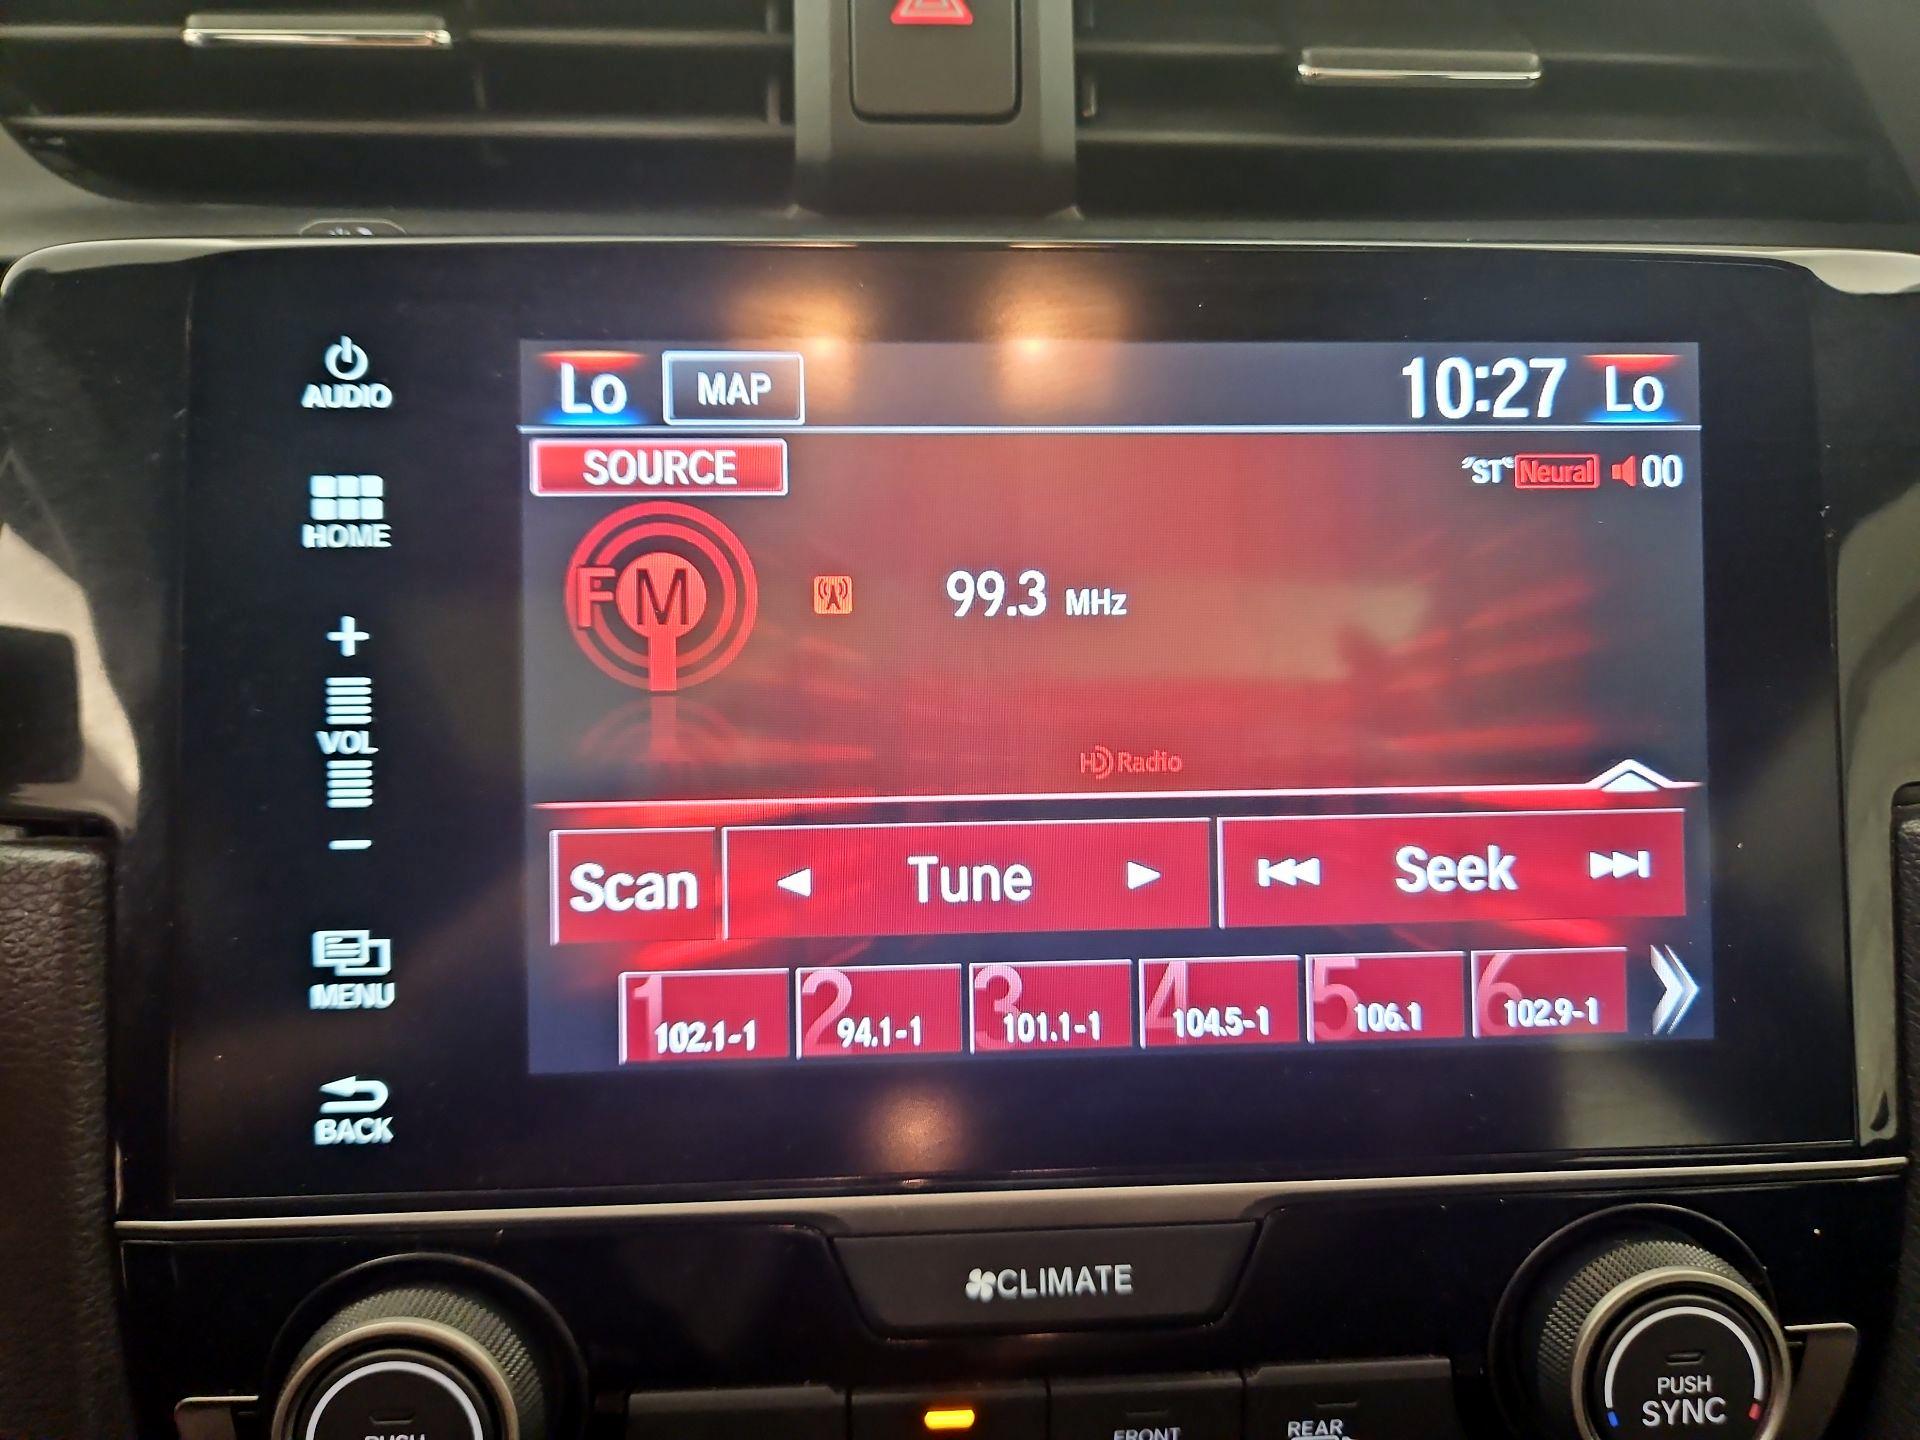 AUDIO
HOME
+
VOL
-
MENU
BACK
Lo MAP 10:27 Lo
SOURCE ST Neural 00
FM 99.3 MHz
HD Radio
Scan Tune Seek
1 102.1-1 2 94.1-1 3 101.1-1 4 104.5-1 5 106.1 6 102.9-1
CLIMATE
PUSH
FRONT
REAR
PUSH
SYNC